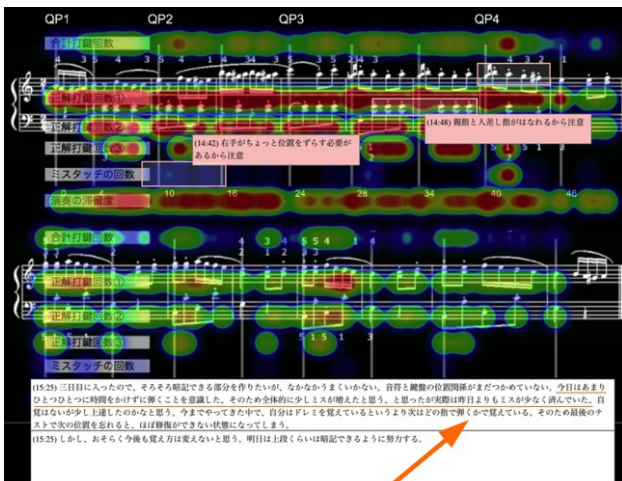 QP1 QP2 QP3 QP4
合計打鍵回数
正解打鍵回数①
正解打鍵回数②
(14:48) 親指と人差し指がはなれるから注意
(14:42) 右手がちょっと位置をずらす必要が
あるから注意
正解打鍵回数③
ミスタッチの回数
演奏の滞留度
0 4 10 16 24 28 34 40 46
合計打鍵回数
正解打鍵回数①
正解打鍵回数②
正解打鍵回数③
ミスタッチの回数
(15:25) 三日目に入ったので、そろそろ暗記できる部分を作りたいが、なかなかうまくいかない。音符と鍵盤の位置関係がまだつかめていない。今日はあまり
ひとつひとつに時間をかけずに弾くことを意識した。そのため全体的に少しミスが増えたと思う。と思ったが実際は昨日よりもミスが少なく済んでいた。自
覚はないが少し上達したのかなと思う。今までやってきた中で、自分はドレミを覚えているというより次はどの指で弾くかで覚えている。そのため最後のテ
ストで次の位置を忘れると、ほぼ修復ができない状態になってしまう。
(15:25) しかし、おそらく今後も覚え方は変えないと思う。明日は上段くらいは暗記できるように努力する。